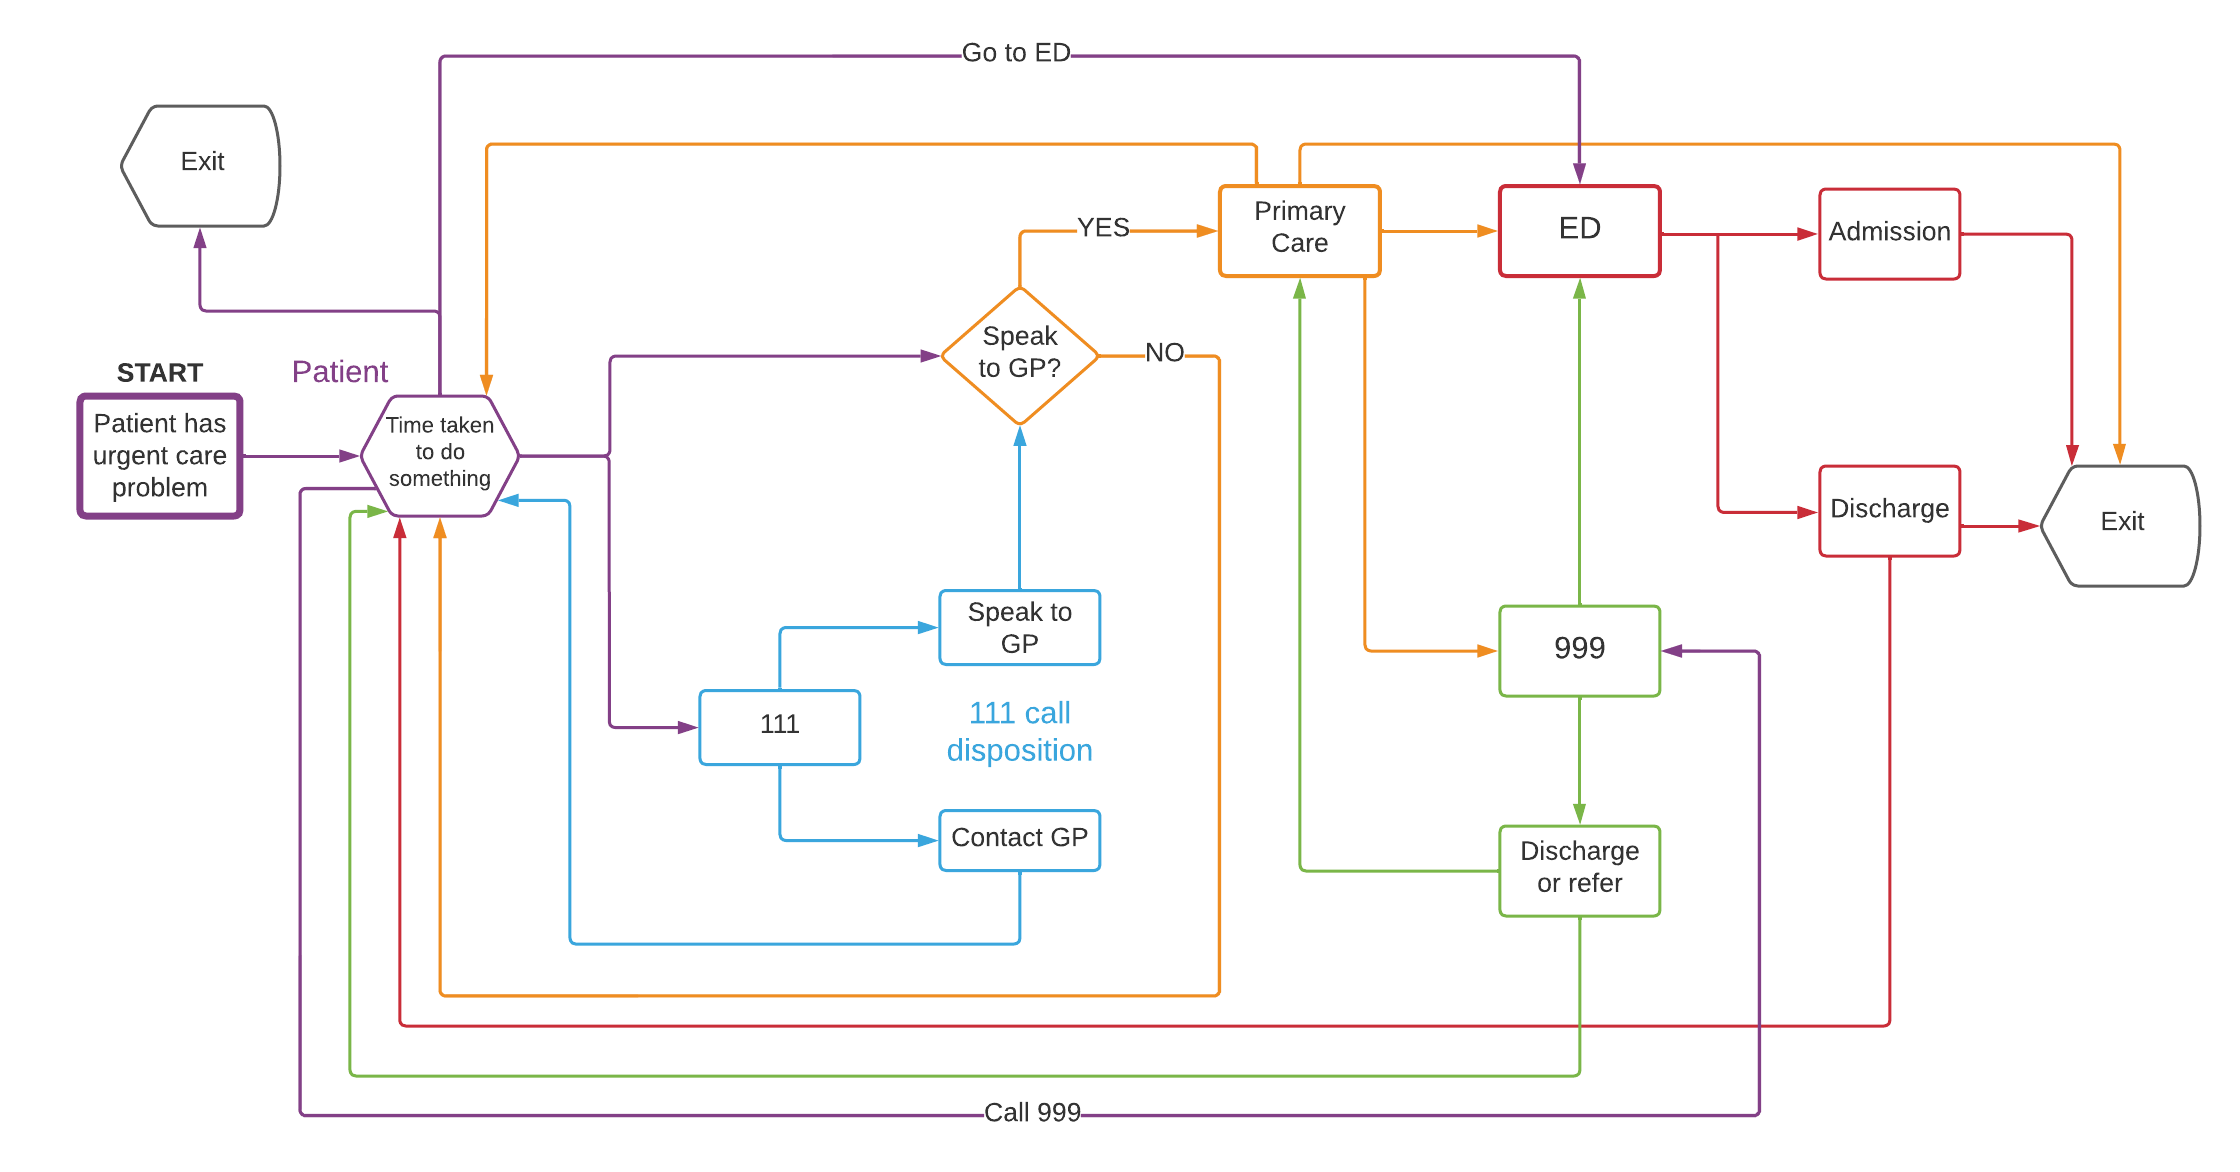 Go to ED
Exit
YES
Primary
Care
ED
Admission
Speak
to GP?
NO
START
Patient
Patient has
urgent care
problem
Time taken
to do
something
Discharge
Exit
Speak to
GP
999
111
111 call
disposition
Contact GP
Discharge
or refer
Call 999